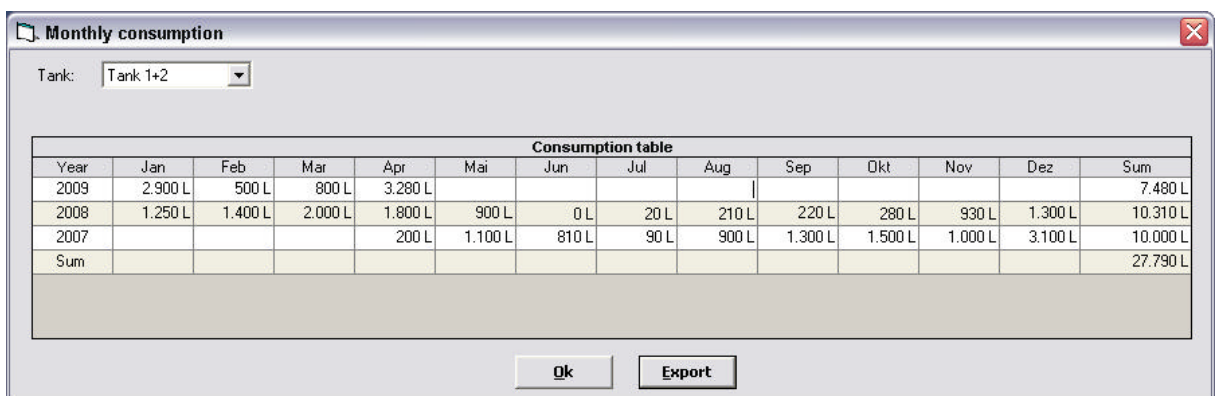 Monthly consumption
Tank: Tank 1+2
Consumption table
Year Jan Feb Mar Apr Mai Jun Jul Aug Sep Okt Nov Dez Sum
2009 2.900 L 500 L 800 L 3.280 L 7.480 L
2008 1.250 L 1.400 L 2.000 L 1.800 L 900 L 0 L 20 L 210 L 220 L 280 L 930 L 1.300 L 10.310 L
2007 200 L 1.100 L 810 L 90 L 900 L 1.300 L 1.500 L 1.000 L 3.100 L 10.000 L
Sum 27.790 L
Ok Export